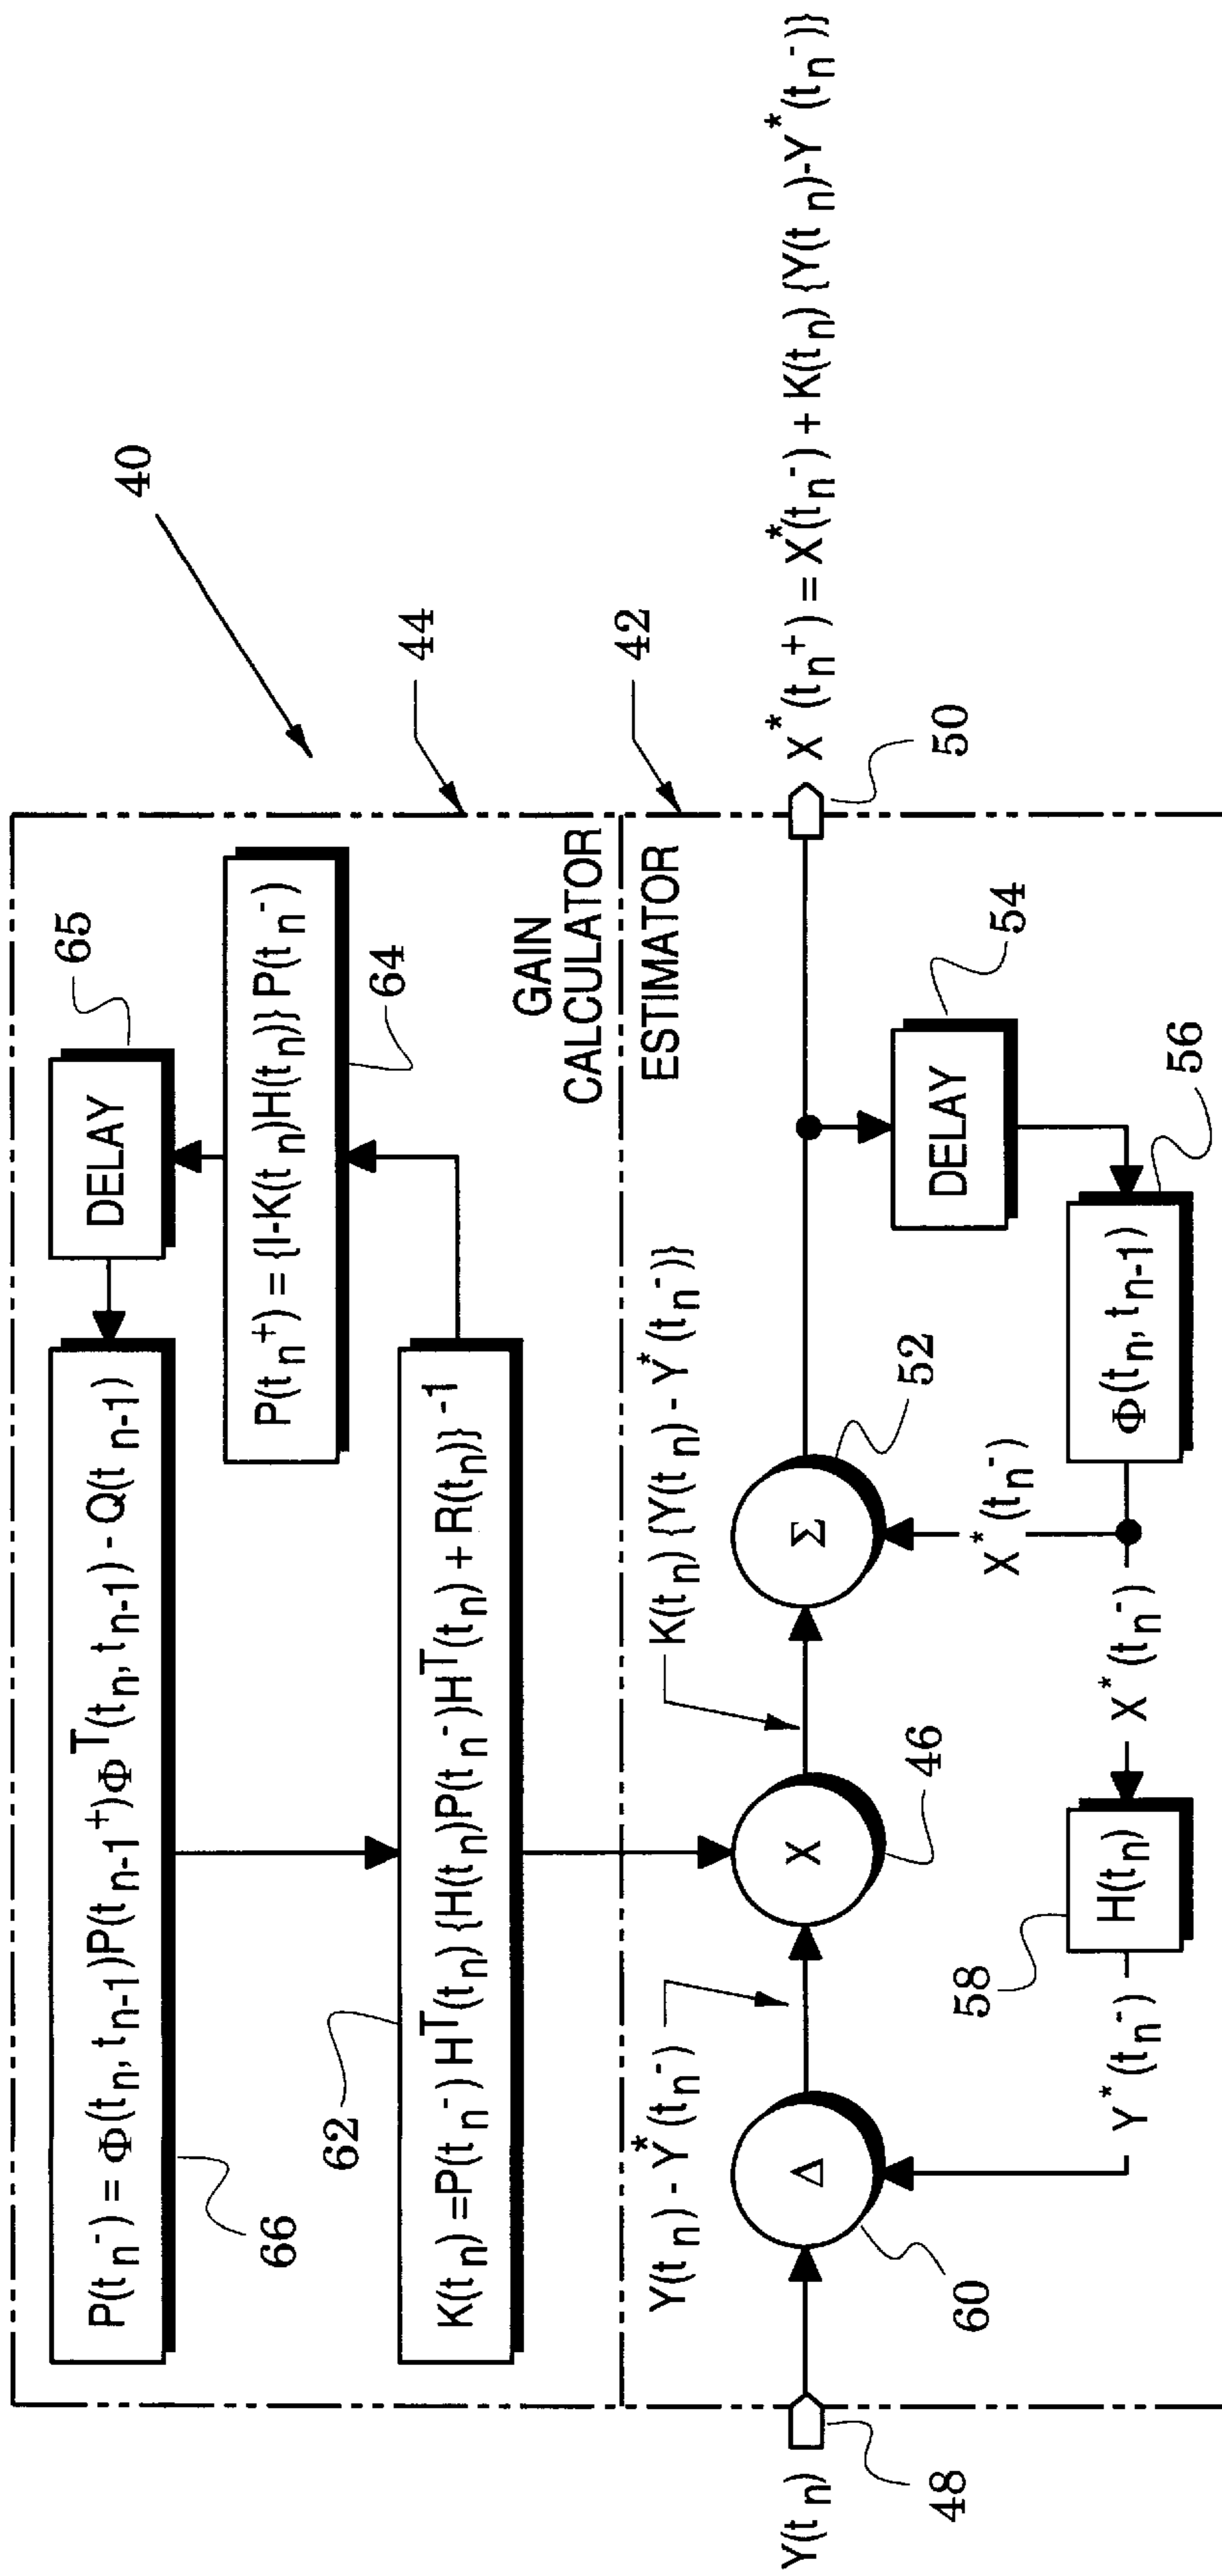 40
44
42
65
DELAY
P(tₙ⁻) = Φ(tₙ, tₙ₋₁)P(tₙ₋₁⁺)Φᵀ(tₙ, tₙ₋₁) - Q(tₙ₋₁)
66
P(tₙ⁺) = {I-K(tₙ)H(tₙ)} P(tₙ⁻)
64
62
K(tₙ) =P(tₙ⁻) Hᵀ(tₙ) {H(tₙ)P(tₙ⁻)Hᵀ(tₙ) + R(tₙ)}⁻¹
GAIN
CALCULATOR
ESTIMATOR
Y(tₙ) - Y*(tₙ⁻)
K(tₙ) {Y(tₙ) - Y*(tₙ⁻)}
Y(tₙ)
48
Δ
60
X
46
Σ
52
50
X*(tₙ⁺) = X*(tₙ⁻) + K(tₙ) {Y(tₙ)-Y*(tₙ⁻)}
DELAY
54
X*(tₙ⁻)
Φ(tₙ, tₙ₋₁)
56
X*(tₙ⁻)
H(tₙ)
58
Y*(tₙ⁻)